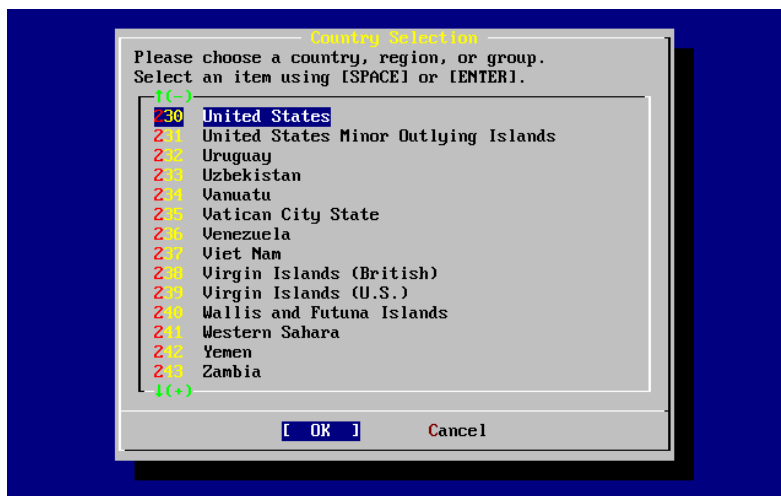 Country Selection
Please choose a country, region, or group.
Select an item using [SPACE] or [ENTER].
↑(-)
230 United States
231 United States Minor Outlying Islands
232 Uruguay
233 Uzbekistan
234 Vanuatu
235 Vatican City State
236 Venezuela
237 Viet Nam
238 Virgin Islands (British)
239 Virgin Islands (U.S.)
240 Wallis and Futuna Islands
241 Western Sahara
242 Yemen
243 Zambia
↓(+)
[ OK ] Cancel